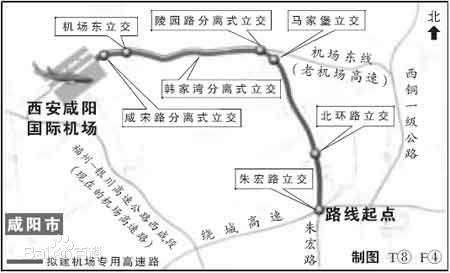 机场东立交
陵园路分离式立交
马家堡立交
北
机场东线
(老机场高速)
西铜一级公路
韩家湾分离式立交
西安咸阳
国际机场
咸宋路分离式立交
北环路立交
福州—银川高速公路西咸段
(现在的机场高速路)
朱宏路立交
咸阳市
绕城高速
路线起点
朱宏路
Bai百科
拟建机场专用高速路
制图 T⑧ F④